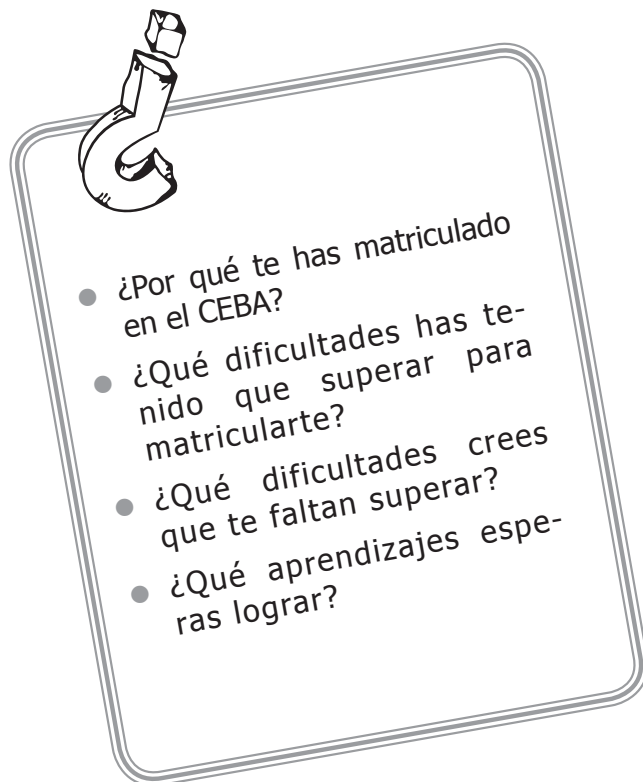 ¿
● ¿Por qué te has matriculado
en el CEBA?
● ¿Qué dificultades has te-
nido que superar para
matricularte?
● ¿Qué dificultades crees
que te faltan superar?
● ¿Qué aprendizajes espe-
ras lograr?